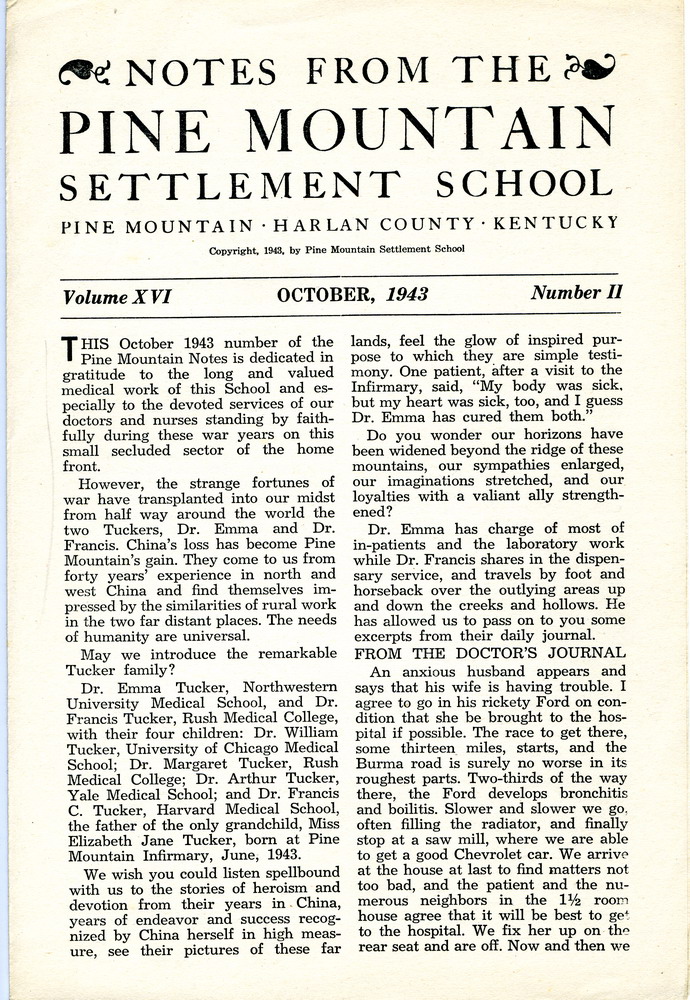 NOTES FROM THE
PINE MOUNTAIN
SETTLEMENT SCHOOL
PINE MOUNTAIN · HARLAN COUNTY · KENTUCKY
Copyright, 1943, by Pine Mountain Settlement School
Volume XVI OCTOBER, 1943 Number II
THIS October 1943 number of the
Pine Mountain Notes is dedicated in
gratitude to the long and valued
medical work of this School and es-
pecially to the devoted services of our
doctors and nurses standing by faith-
fully during these war years on this
small secluded sector of the home
front.
However, the strange fortunes of
war have transplanted into our midst
from half way around the world the
two Tuckers, Dr. Emma and Dr.
Francis. China's loss has become Pine
Mountain's gain. They come to us from
forty years' experience in north and
west China and find themselves im-
pressed by the similarities of rural work
in the two far distant places. The needs
of humanity are universal.
May we introduce the remarkable
Tucker family?
Dr. Emma Tucker, Northwestern
University Medical School, and Dr.
Francis Tucker, Rush Medical College,
with their four children: Dr. William
Tucker, University of Chicago Medical
School; Dr. Margaret Tucker, Rush
Medical College; Dr. Arthur Tucker,
Yale Medical School; and Dr. Francis
C. Tucker, Harvard Medical School,
the father of the only grandchild, Miss
Elizabeth Jane Tucker, born at Pine
Mountain Infirmary, June, 1943.
We wish you could listen spellbound
with us to the stories of heroism and
devotion from their years in China,
years of endeavor and success recog-
nized by China herself in high meas-
ure, see their pictures of these far
lands, feel the glow of inspired pur-
pose to which they are simple testi-
mony. One patient, after a visit to the
Infirmary, said, "My body was sick,
but my heart was sick, too, and I guess
Dr. Emma has cured them both."
Do you wonder our horizons have
been widened beyond the ridge of these
mountains, our sympathies enlarged,
our imaginations stretched, and our
loyalties with a valiant ally strength-
ened?
Dr. Emma has charge of most of
in-patients and the laboratory work
while Dr. Francis shares in the dispen-
sary service, and travels by foot and
horseback over the outlying areas up
and down the creeks and hollows. He
has allowed us to pass on to you some
excerpts from their daily journal.
FROM THE DOCTOR'S JOURNAL
An anxious husband appears and
says that his wife is having trouble. I
agree to go in his rickety Ford on con-
dition that she be brought to the hos-
pital if possible. The race to get there,
some thirteen miles, starts, and the
Burma road is surely no worse in its
roughest parts. Two-thirds of the way
there, the Ford develops bronchitis
and boilitis. Slower and slower we go,
often filling the radiator, and finally
stop at a saw mill, where we are able
to get a good Chevrolet car. We arrive
at the house at last to find matters not
too bad, and the patient and the nu-
merous neighbors in the 1½ room
house agree that it will be best to get
to the hospital. We fix her up on the
rear seat and are off. Now and then we